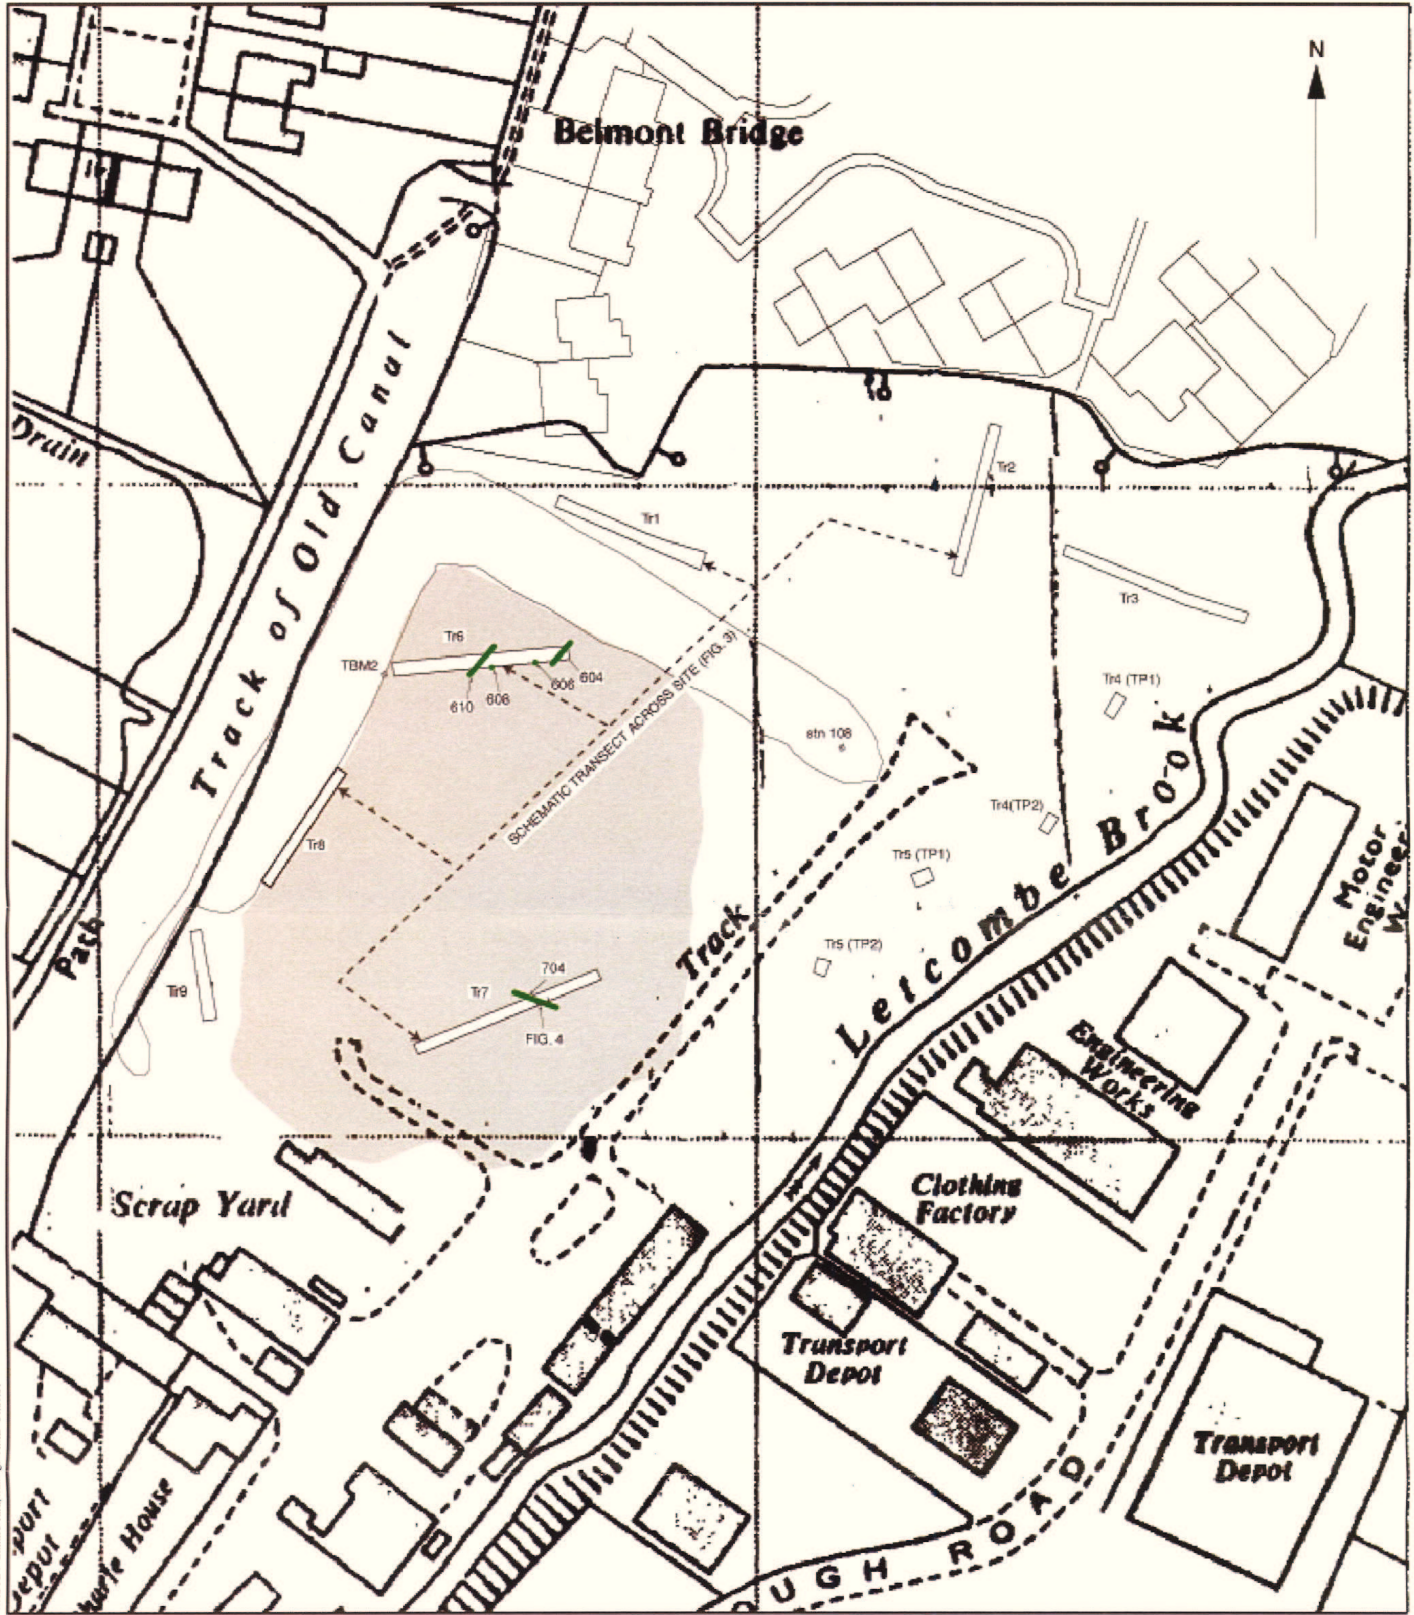 N
Belmont Bridge
Track of Old Canal
Drain
Tr2
Tr1
Tr3
Tr6
TBM2
604
606
608
610
SCHEMATIC TRANSECT ACROSS SITE (FIG. 3)
Tr4 (TP1)
stn 108
Tr4(TP2)
Tr8
Tr5 (TP1)
Letcombe Brook
Motor
Engineer
Path
Track
Tr5 (TP2)
704
Tr7
Tr9
FIG. 4
Engineering
Works
Scrap Yard
Clothing
Factory
Transport
Depot
Transport
Depot
House
UGH ROAD